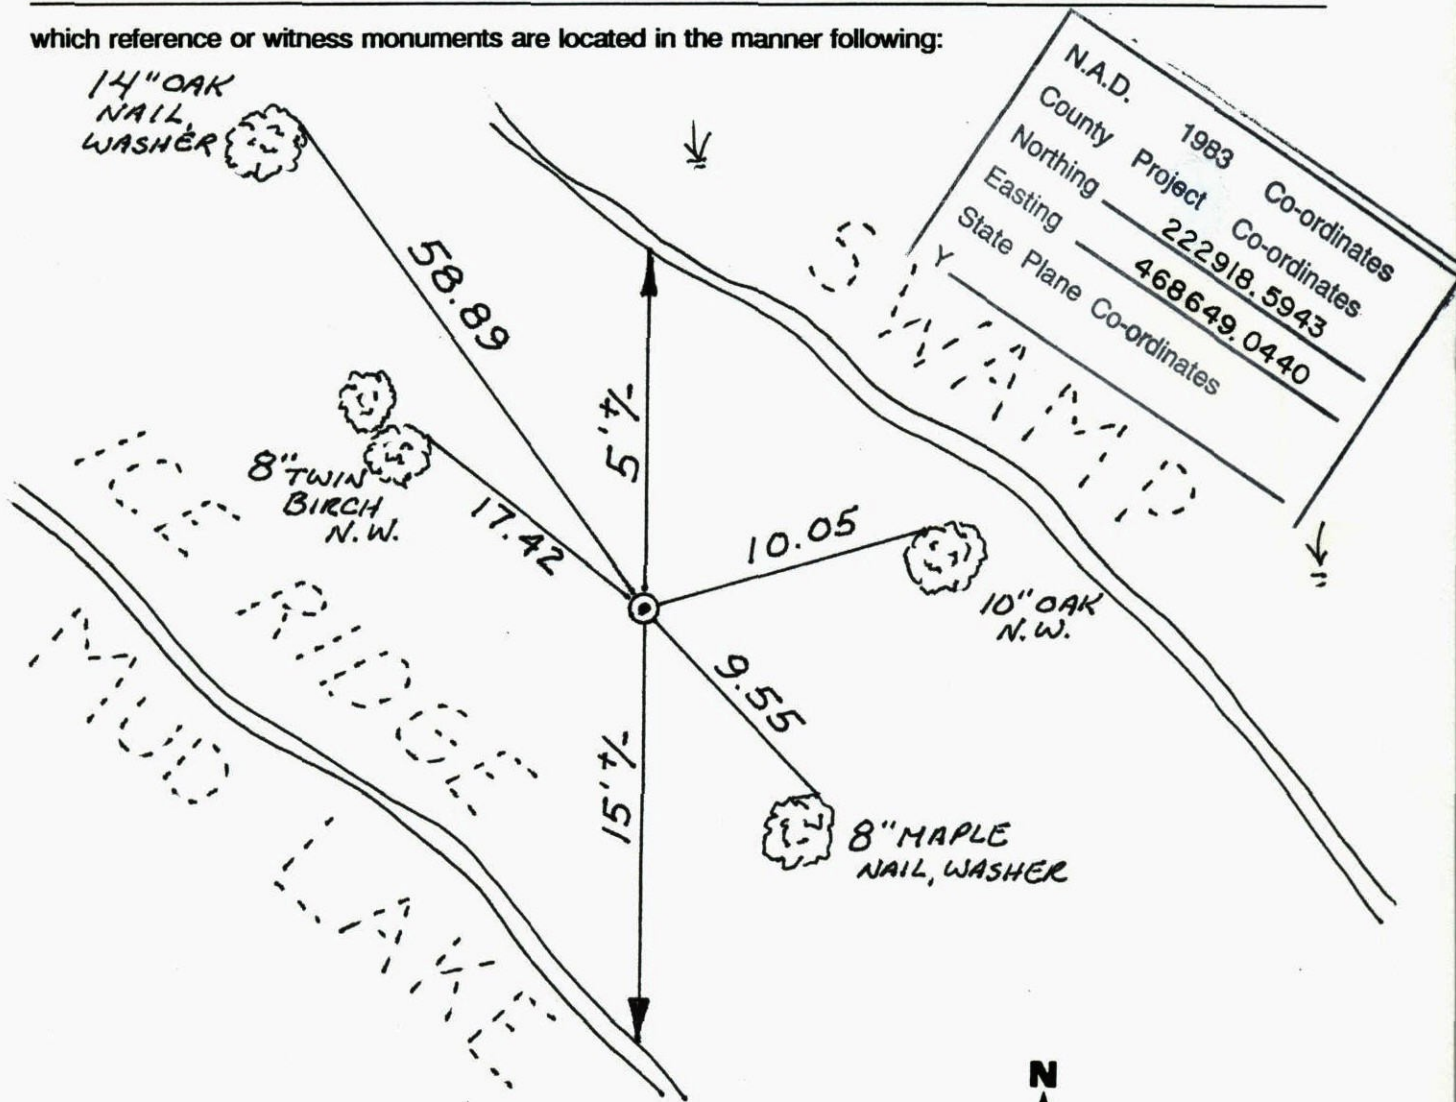 which reference or witness monuments are located in the manner following:
14" OAK
NAIL,
WASHER
N.A.D. 1983 Co-ordinates
County Project Co-ordinates
Northing 222918.5943
Easting 468649.0440
State Plane Co-ordinates
Y
58.89
SWAMP
5' +/-
8" TWIN
BIRCH
N.W.
17.42
10.05
10" OAK
N.W.
ICE RIDGE
MUD LAKE
9.55
15' +/-
8" MAPLE
NAIL, WASHER
N